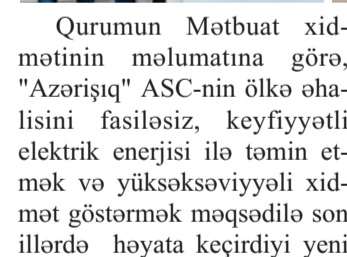 Qurumun Mətbuat xid-
mətinin məlumatına görə,
"Azərişıq" ASC-nin ölkə əha-
lisini fasiləsiz, keyfiyyətli
elektrik enerjisi ilə təmin et-
mək və yüksəksəviyyəli xid-
mət göstərmək məqsədilə son
illərdə həyata keçirdiyi yeni